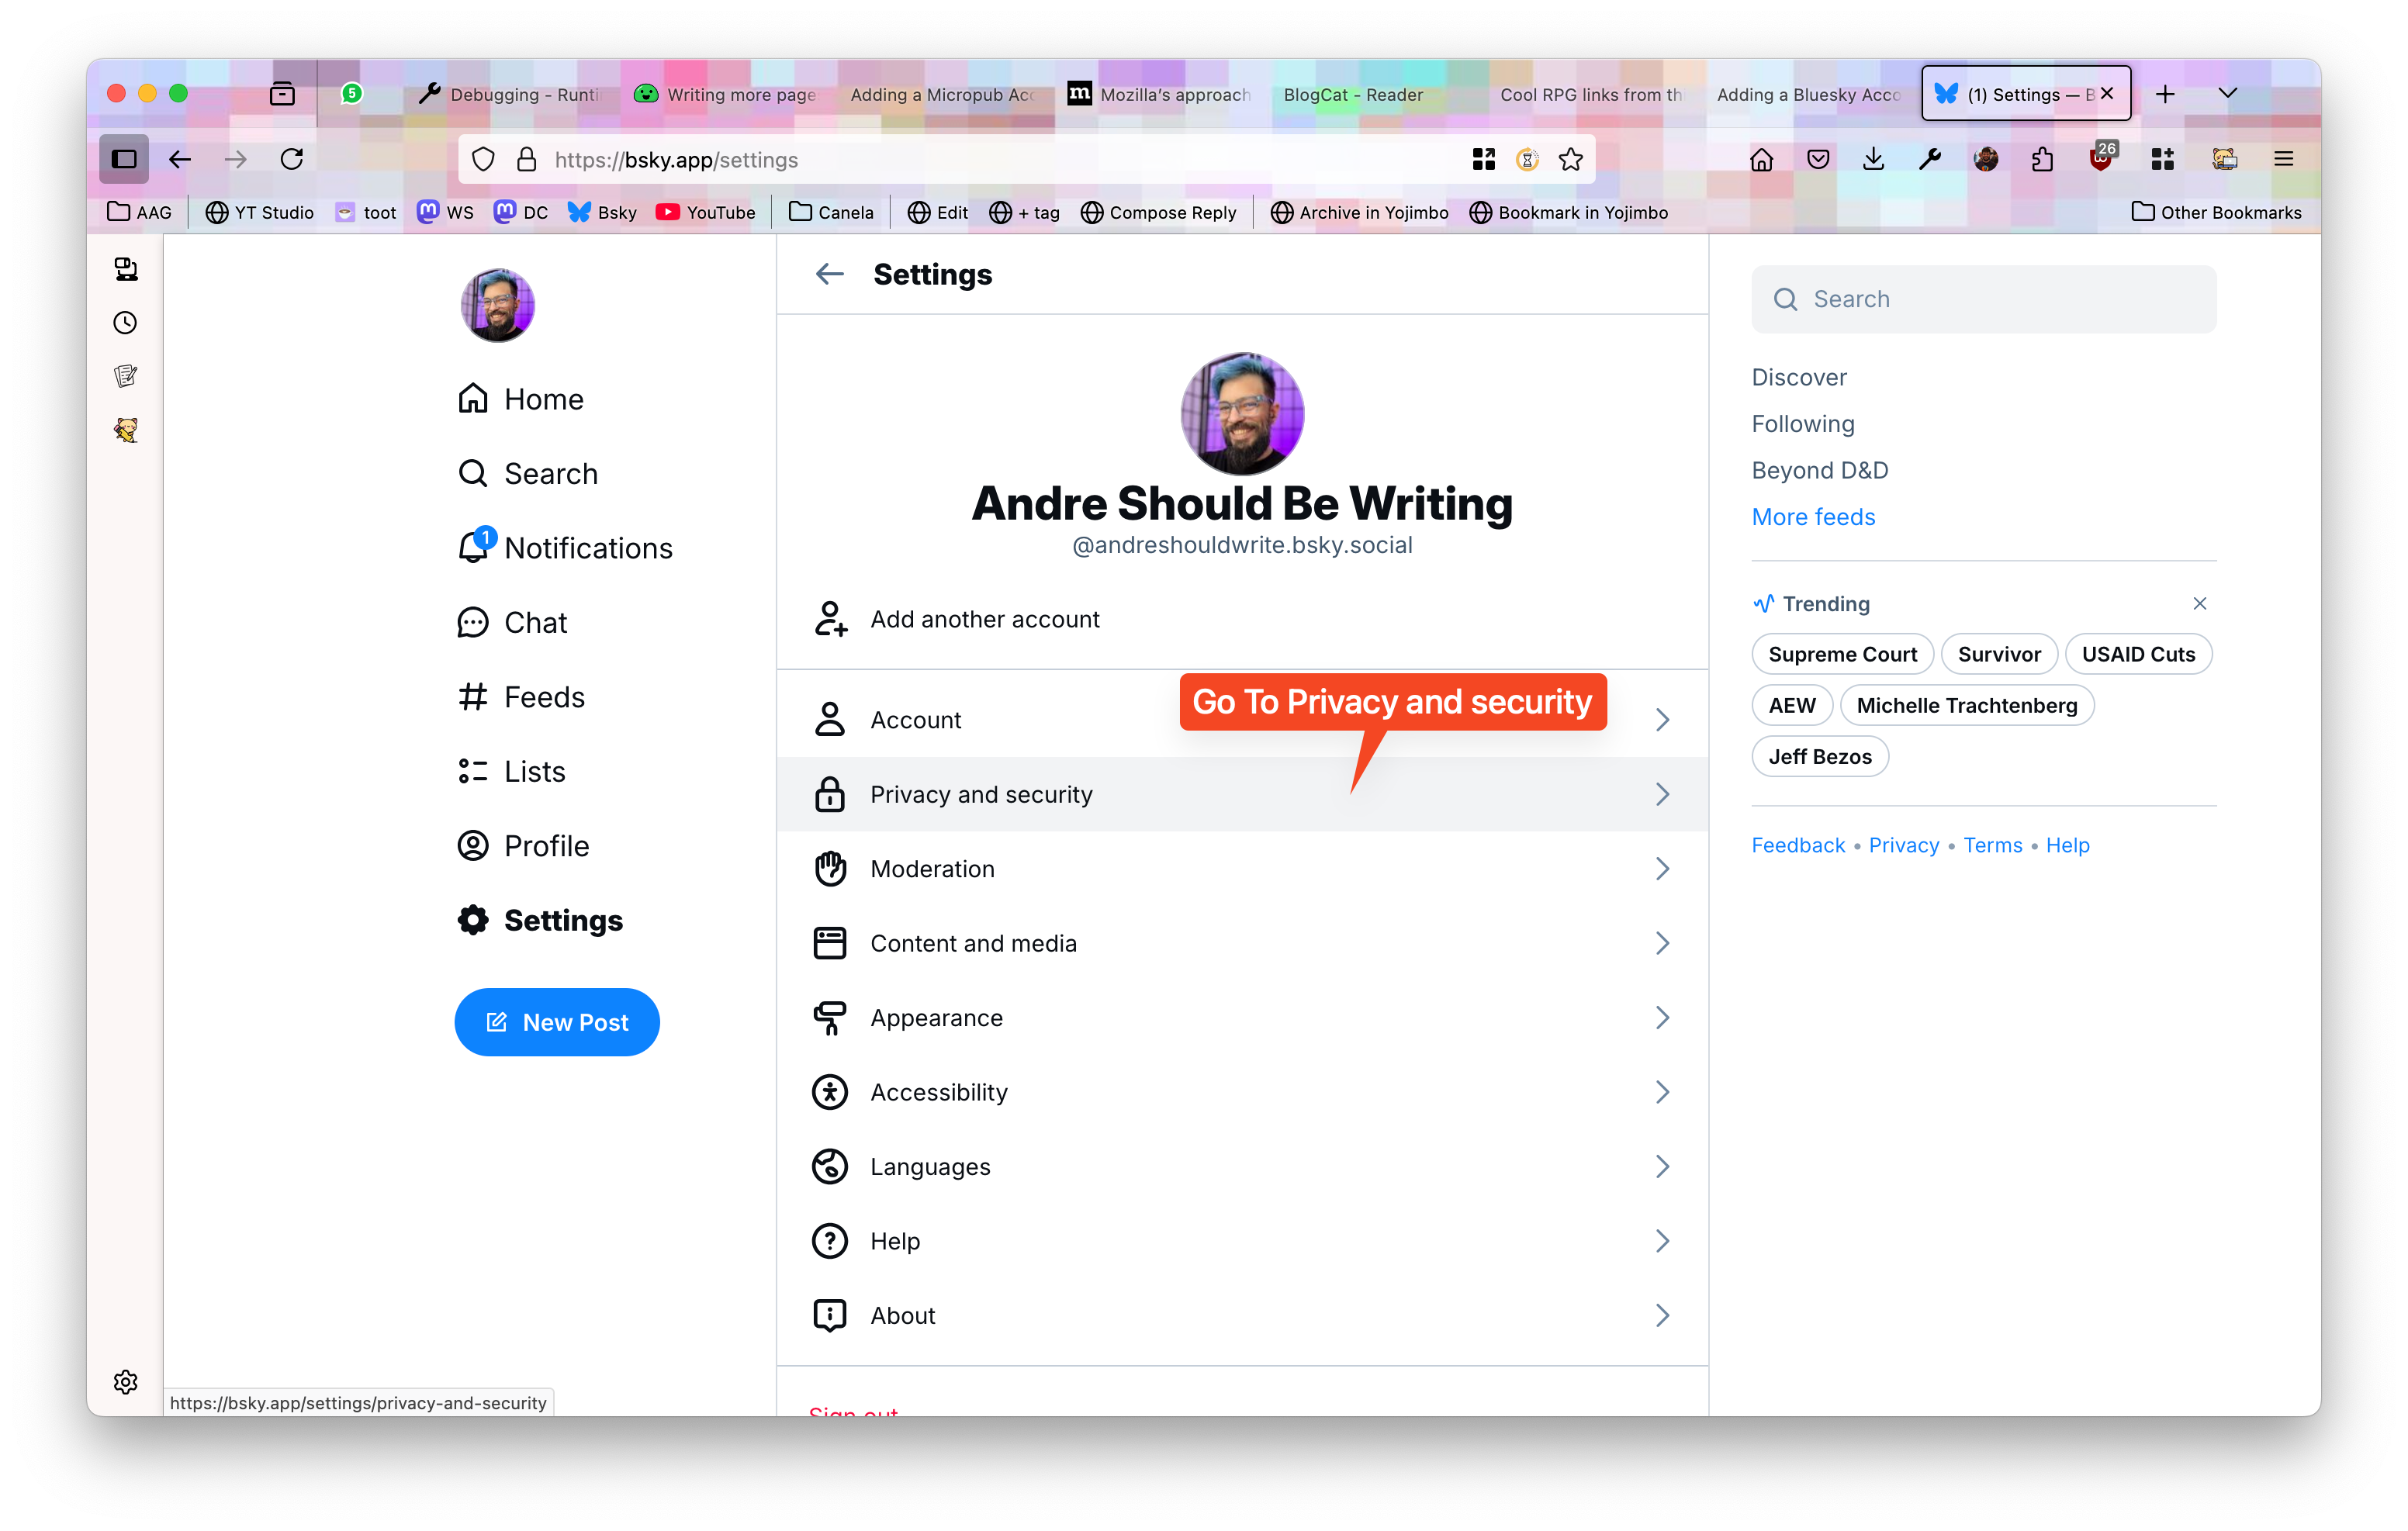 5
Debugging - Runti
Writing more page
Adding a Micropub Acc
m Mozilla's approach
BlogCat - Reader
Cool RPG links from th
Adding a Bluesky Acco
(1) Settings — B
https://bsky.app/settings
26
AAG
YT Studio
toot
WS
DC
Bsky
YouTube
Canela
Edit
+ tag
Compose Reply
Archive in Yojimbo
Bookmark in Yojimbo
Other Bookmarks
Home
Search
1
Notifications
Chat
Feeds
Lists
Profile
Settings
New Post
Settings
Andre Should Be Writing
@andreshouldwrite.bsky.social
Add another account
Go To Privacy and security
Account
Privacy and security
Moderation
Content and media
Appearance
Accessibility
Languages
Help
About
Sign out
Search
Discover
Following
Beyond D&D
More feeds
Trending
Supreme Court Survivor USAID Cuts
AEW Michelle Trachtenberg
Jeff Bezos
Feedback • Privacy • Terms • Help
https://bsky.app/settings/privacy-and-security